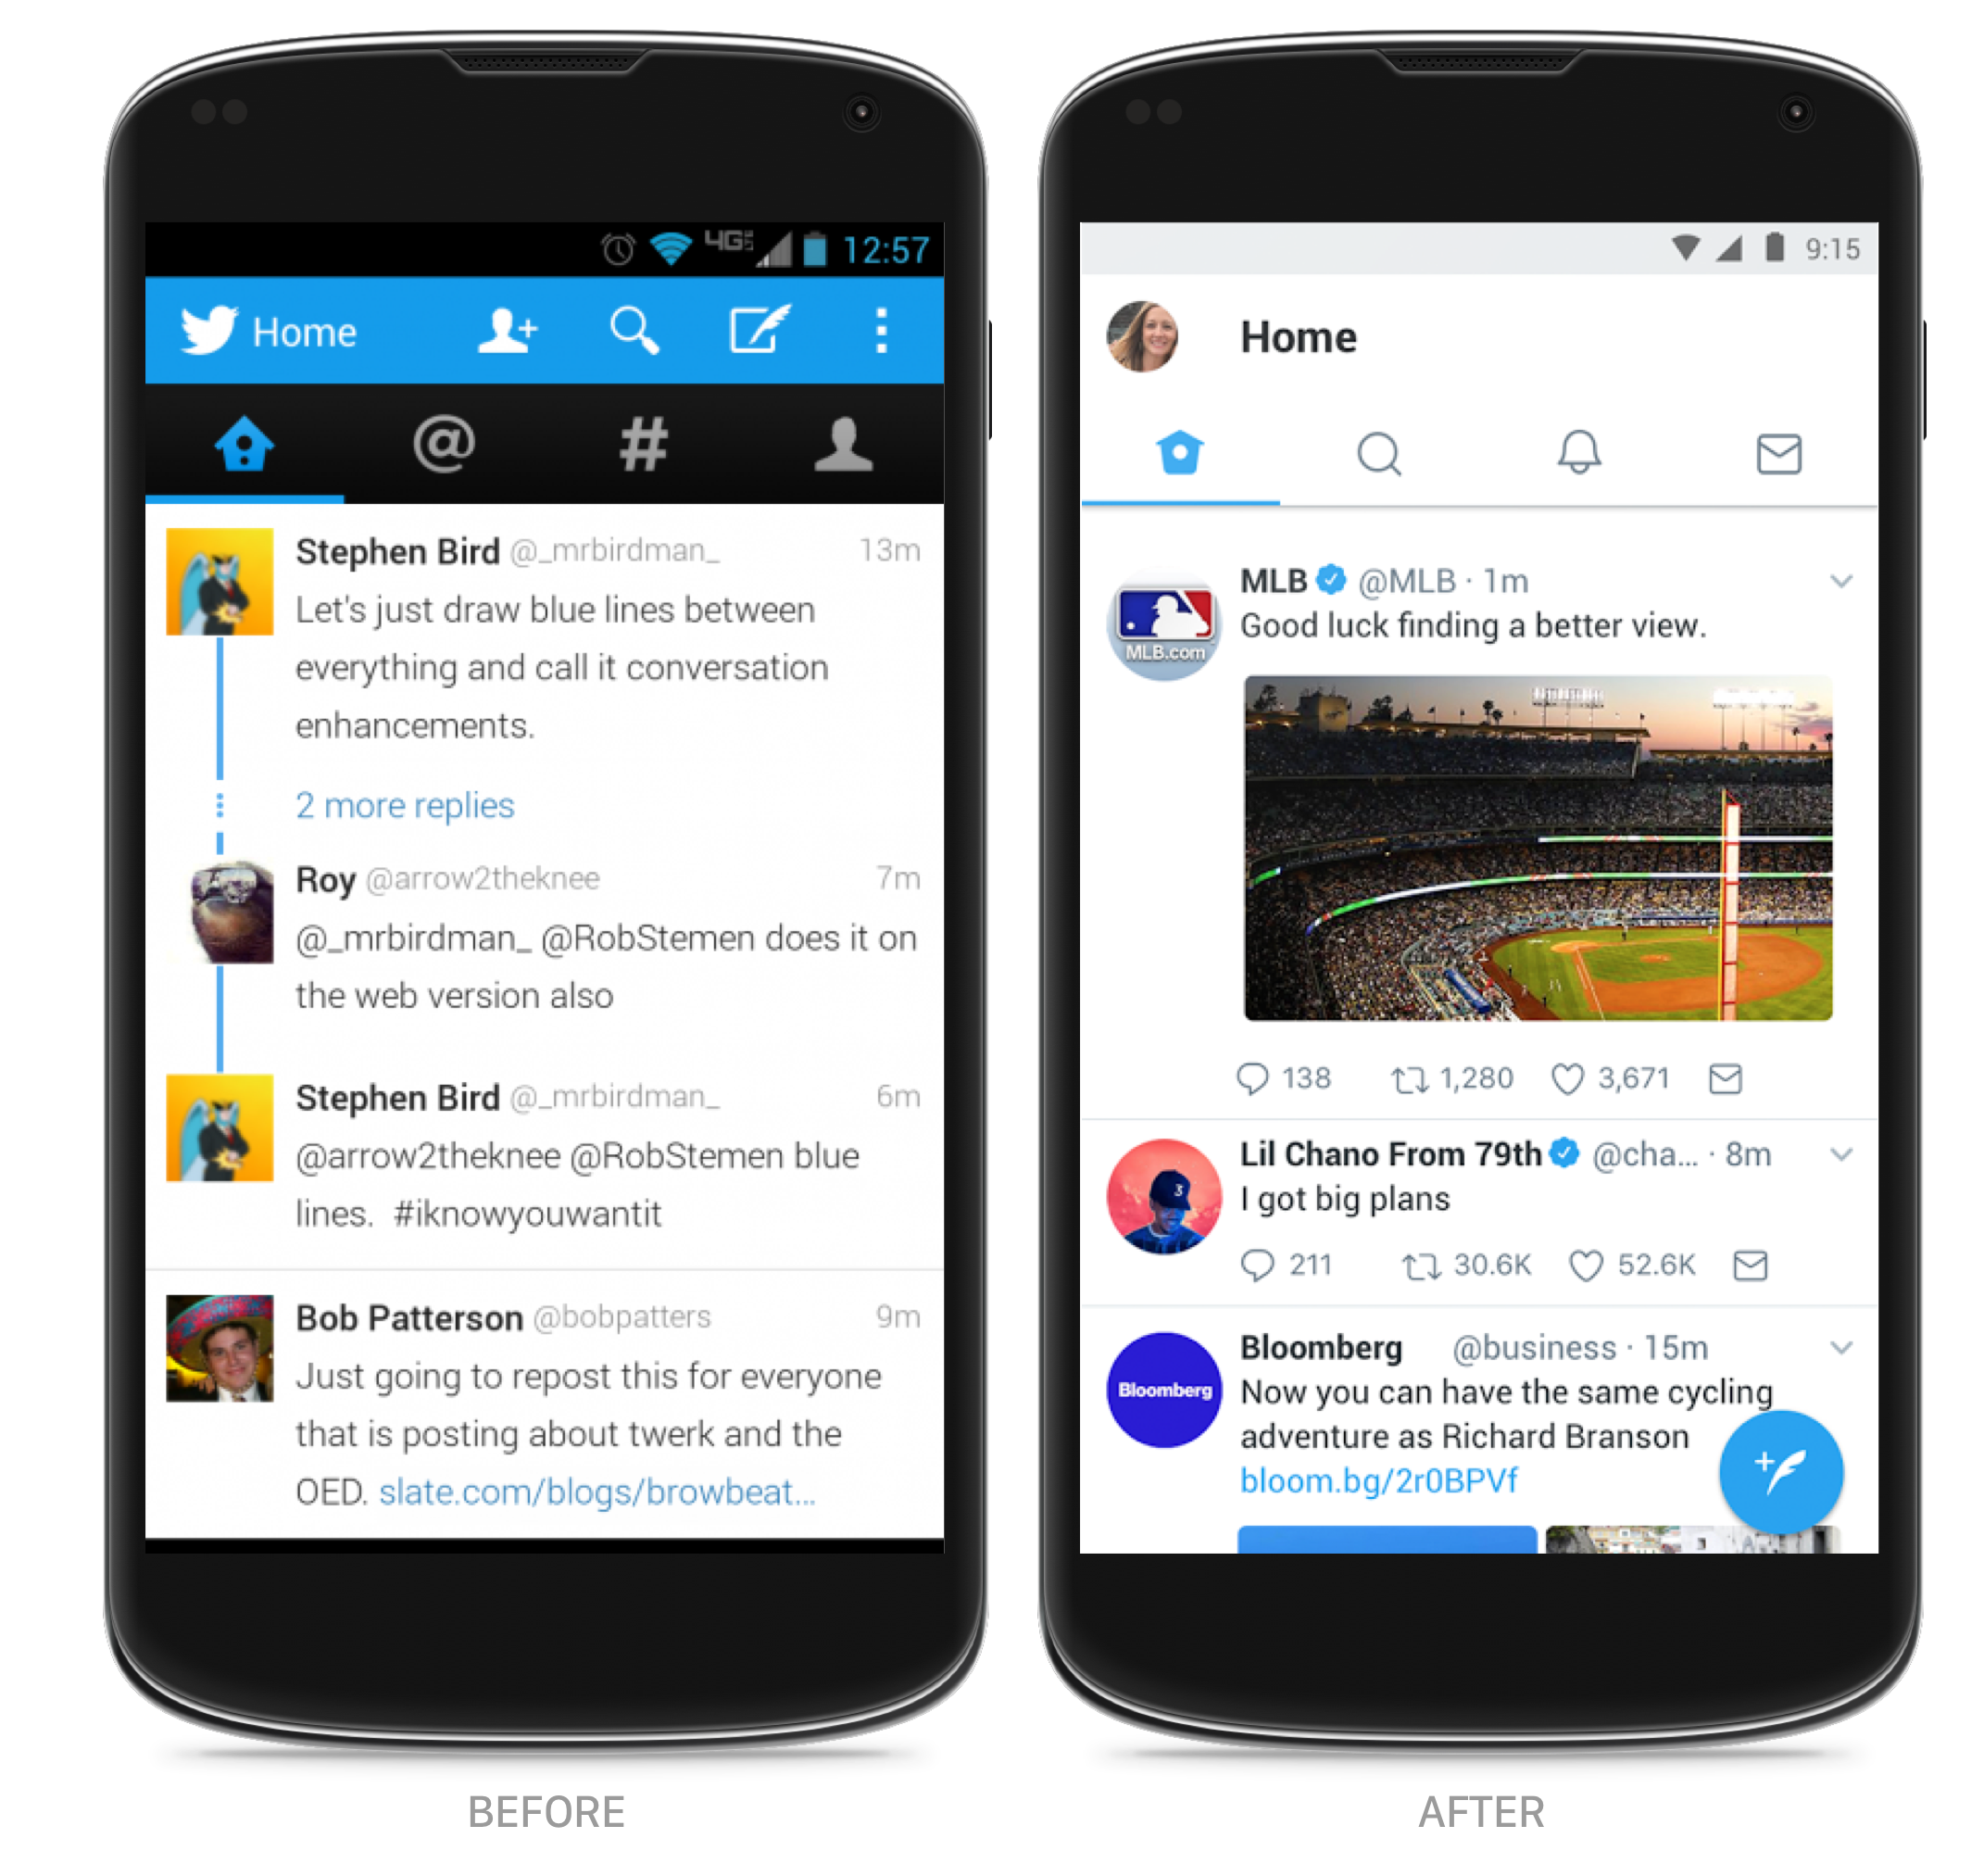 4G LTE 12:57
Home
@ #
Stephen Bird @_mrbirdman_ 13m
Let's just draw blue lines between
everything and call it conversation
enhancements.
2 more replies
Roy @arrow2theknee 7m
@_mrbirdman_ @RobStemen does it on
the web version also
Stephen Bird @_mrbirdman_ 6m
@arrow2theknee @RobStemen blue
lines. #iknowyouwantit
Bob Patterson @bobpatters 9m
Just going to repost this for everyone
that is posting about twerk and the
OED. slate.com/blogs/browbeat...
BEFORE
9:15
Home
MLB @MLB · 1m
Good luck finding a better view.
MLB.com
138 1,280 3,671
Lil Chano From 79th @cha... · 8m
I got big plans
3
211 30.6K 52.6K
Bloomberg @business · 15m
Bloomberg
Now you can have the same cycling
adventure as Richard Branson
bloom.bg/2r0BPVf
AFTER